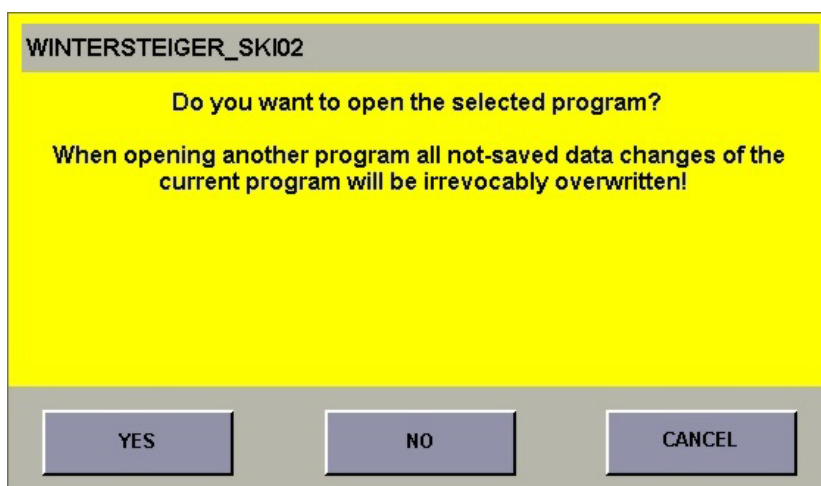 WINTERSTEIGER_SKI02
Do you want to open the selected program?
When opening another program all not-saved data changes of the
current program will be irrevocably overwritten!
YES
NO
CANCEL